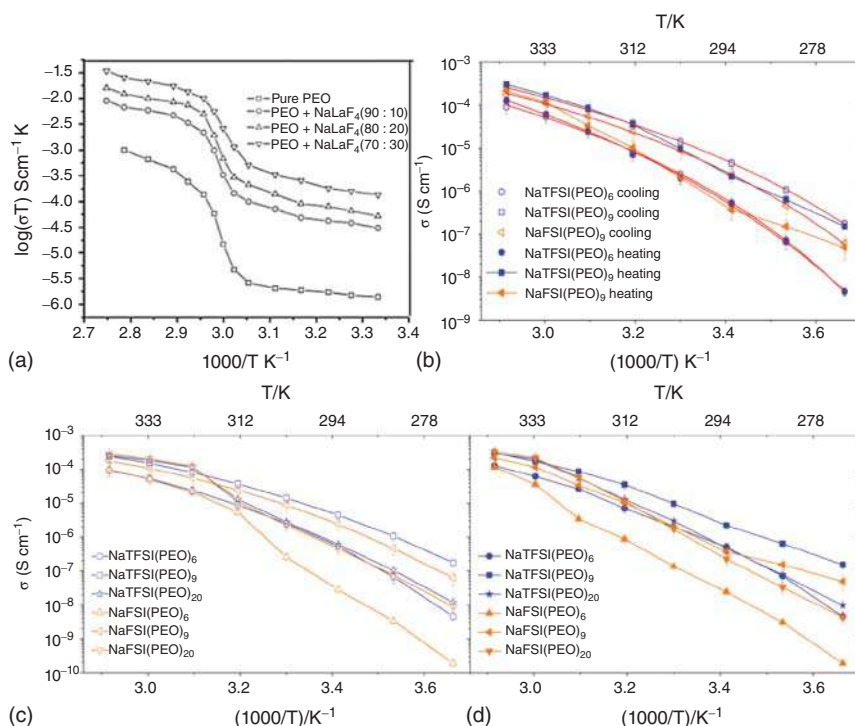 −1.5
−2.0
−2.5
−3.0
−3.5
−4.0
−4.5
−5.0
−5.5
−6.0
log(σT) Scm⁻¹ K
Pure PEO
PEO + NaLaF₄(90 : 10)
PEO + NaLaF₄(80 : 20)
PEO + NaLaF₄(70 : 30)
2.7 2.8 2.9 3.0 3.1 3.2 3.3 3.4
1000/T K⁻¹
(a)
T/K
333 312 294 278
10⁻³
10⁻⁴
10⁻⁵
10⁻⁶
10⁻⁷
10⁻⁸
10⁻⁹
σ (S cm⁻¹)
NaTFSI(PEO)₆ cooling
NaTFSI(PEO)₉ cooling
NaFSI(PEO)₉ cooling
NaTFSI(PEO)₆ heating
NaTFSI(PEO)₉ heating
NaFSI(PEO)₉ heating
3.0 3.2 3.4 3.6
(1000/T) K⁻¹
(b)
T/K
333 312 294 278
10⁻³
10⁻⁴
10⁻⁵
10⁻⁶
10⁻⁷
10⁻⁸
10⁻⁹
10⁻¹⁰
σ (S cm⁻¹)
NaTFSI(PEO)₆
NaTFSI(PEO)₉
NaTFSI(PEO)₂₀
NaFSI(PEO)₆
NaFSI(PEO)₉
NaFSI(PEO)₂₀
3.0 3.2 3.4 3.6
(1000/T)/K⁻¹
(c)
T/K
333 312 294 278
NaTFSI(PEO)₆
NaTFSI(PEO)₉
NaTFSI(PEO)₂₀
NaFSI(PEO)₆
NaFSI(PEO)₉
NaFSI(PEO)₂₀
3.0 3.2 3.4 3.6
(1000/T)/K⁻¹
(d)